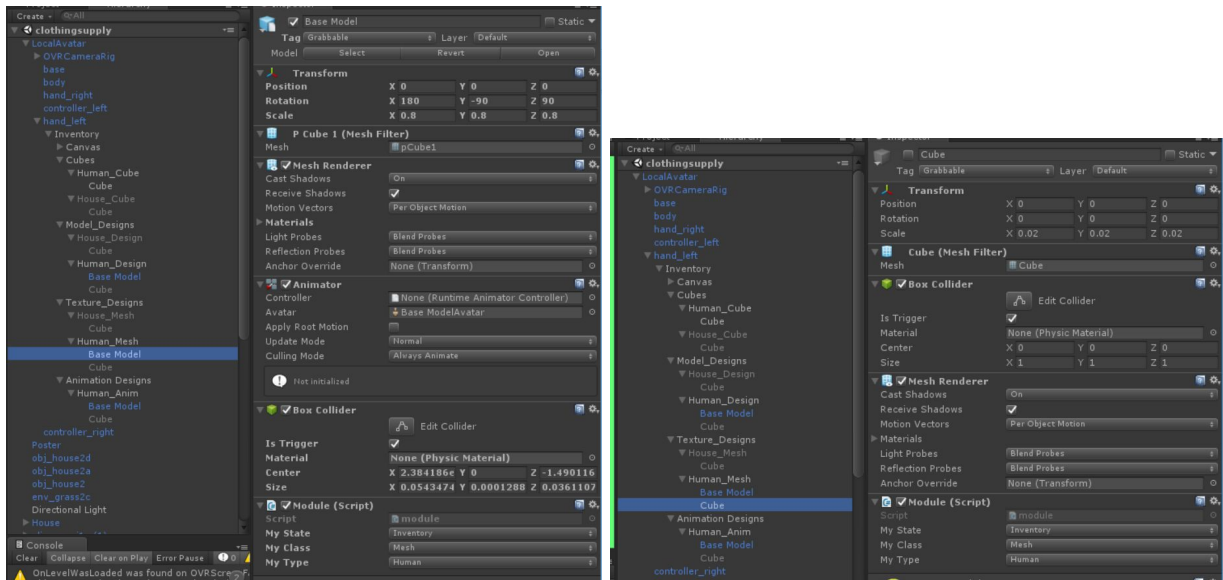 Create
All
clothingsupply
LocalAvatar
OVRCameraRig
base
body
hand_right
controller_left
hand_left
Inventory
Canvas
Cubes
Human_Cube
Cube
House_Cube
Cube
Model_Designs
House_Design
Cube
Human_Design
Base Model
Cube
Texture_Designs
House_Mesh
Cube
Human_Mesh
Base Model
Cube
Animation Designs
Human_Anim
Base Model
Cube
controller_right
Poster
obj_house2d
obj_house2a
obj_house2
env_grass2c
Directional Light
House
Console
Clear Collapse Clear on Play Error Pause 0
OnLevelWasLoaded was found on
Base Model Static
Tag Grabbable Layer Default
Model Select Revert Open
Transform
Position X 0 Y 0 Z 0
Rotation X 180 Y -90 Z 90
Scale X 0.8 Y 0.8 Z 0.8
P Cube 1 (Mesh Filter)
Mesh pCube1
Mesh Renderer
Cast Shadows On
Receive Shadows
Motion Vectors Per Object Motion
Materials
Light Probes Blend Probes
Reflection Probes Blend Probes
Anchor Override None (Transform)
Animator
Controller None (Runtime Animator Controller)
Avatar Base ModelAvatar
Apply Root Motion
Update Mode Normal
Culling Mode Always Animate
Not initialized
Box Collider
Edit Collider
Is Trigger
Material None (Physic Material)
Center X 2.384186e Y 0 Z -1.490116
Size X 0.0543474 Y 0.0001288 Z 0.0361107
Module (Script)
Script module
My State Inventory
My Class Mesh
My Type Human
Create All
clothingsupply
LocalAvatar
OVRCameraRig
base
body
hand_right
controller_left
hand_left
Inventory
Canvas
Cubes
Human_Cube
Cube
House_Cube
Cube
Model_Designs
House_Design
Cube
Human_Design
Base Model
Cube
Texture_Designs
House_Mesh
Cube
Human_Mesh
Base Model
Cube
Animation Designs
Human_Anim
Base Model
Cube
controller_right
Cube Static
Tag Grabbable Layer Default
Transform
Position X 0 Y 0 Z 0
Rotation X 0 Y 0 Z 0
Scale X 0.02 Y 0.02 Z 0.02
Cube (Mesh Filter)
Mesh Cube
Box Collider
Edit Collider
Is Trigger
Material None (Physic Material)
Center X 0 Y 0 Z 0
Size X 1 Y 1 Z 1
Mesh Renderer
Cast Shadows On
Receive Shadows
Motion Vectors Per Object Motion
Materials
Light Probes Blend Probes
Reflection Probes Blend Probes
Anchor Override None (Transform)
Module (Script)
Script module
My State Inventory
My Class Mesh
My Type Human